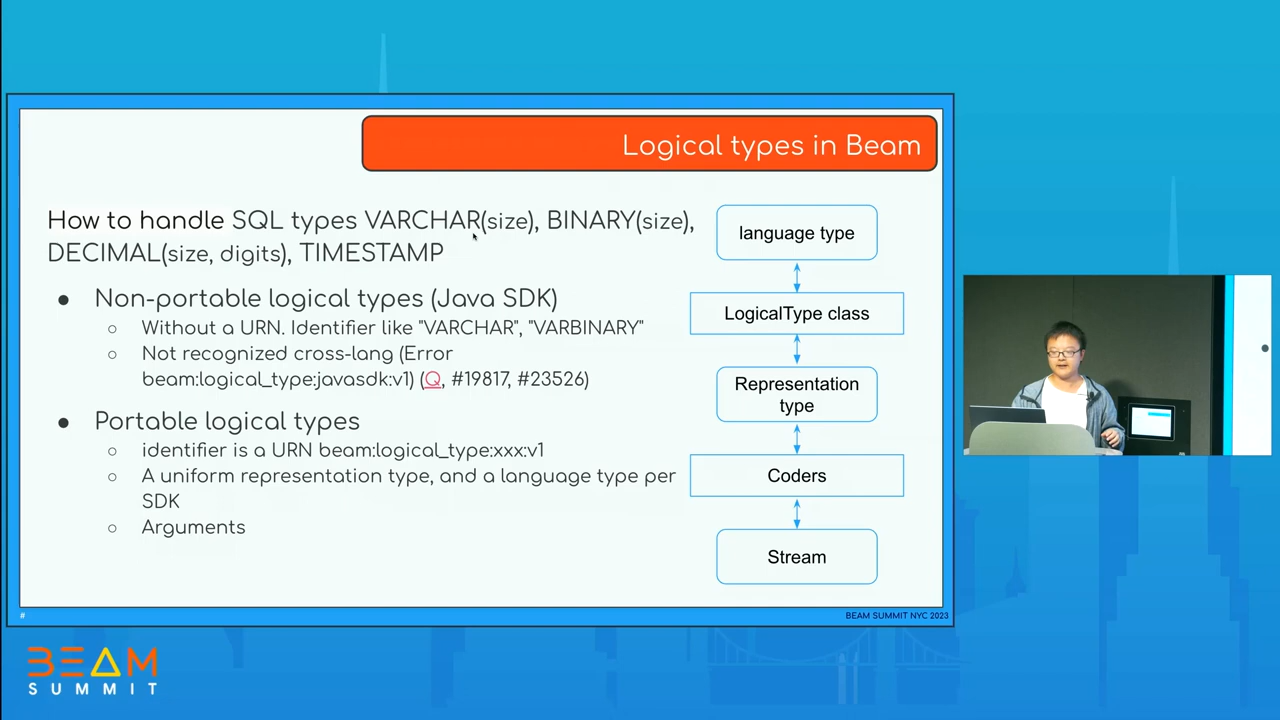 Logical types in Beam
How to handle SQL types VARCHAR(size), BINARY(size),
DECIMAL(size, digits), TIMESTAMP
● Non-portable logical types (Java SDK)
○ Without a URN. Identifier like "VARCHAR", "VARBINARY"
○ Not recognized cross-lang (Error
beam:logical_type:javasdk:v1) (Q, #19817, #23526)
● Portable logical types
○ identifier is a URN beam:logical_type:xxx:v1
○ A uniform representation type, and a language type per
SDK
○ Arguments
language type
LogicalType class
Representation
type
Coders
Stream
#
BEAM SUMMIT NYC 2023
BEAM
SUMMIT